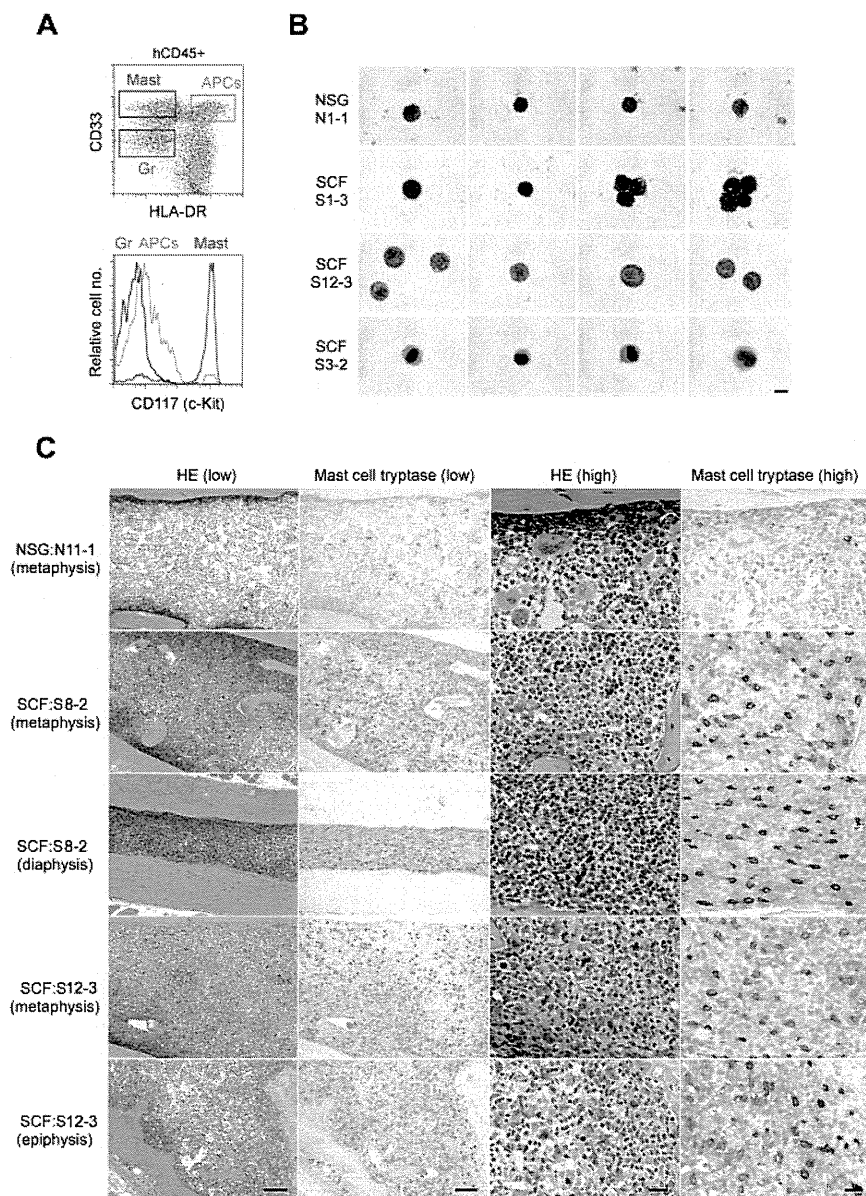 A
hCD45+
Mast
APCs
Gr
CD33
HLA-DR
Gr APCs Mast
Relative cell no.
CD117 (c-Kit)
B
NSG
N1-1
SCF
S1-3
SCF
S12-3
SCF
S3-2
C
HE (low)
Mast cell tryptase (low)
HE (high)
Mast cell tryptase (high)
NSG:N11-1
(metaphysis)
SCF:S8-2
(metaphysis)
SCF:S8-2
(diaphysis)
SCF:S12-3
(metaphysis)
SCF:S12-3
(epiphysis)